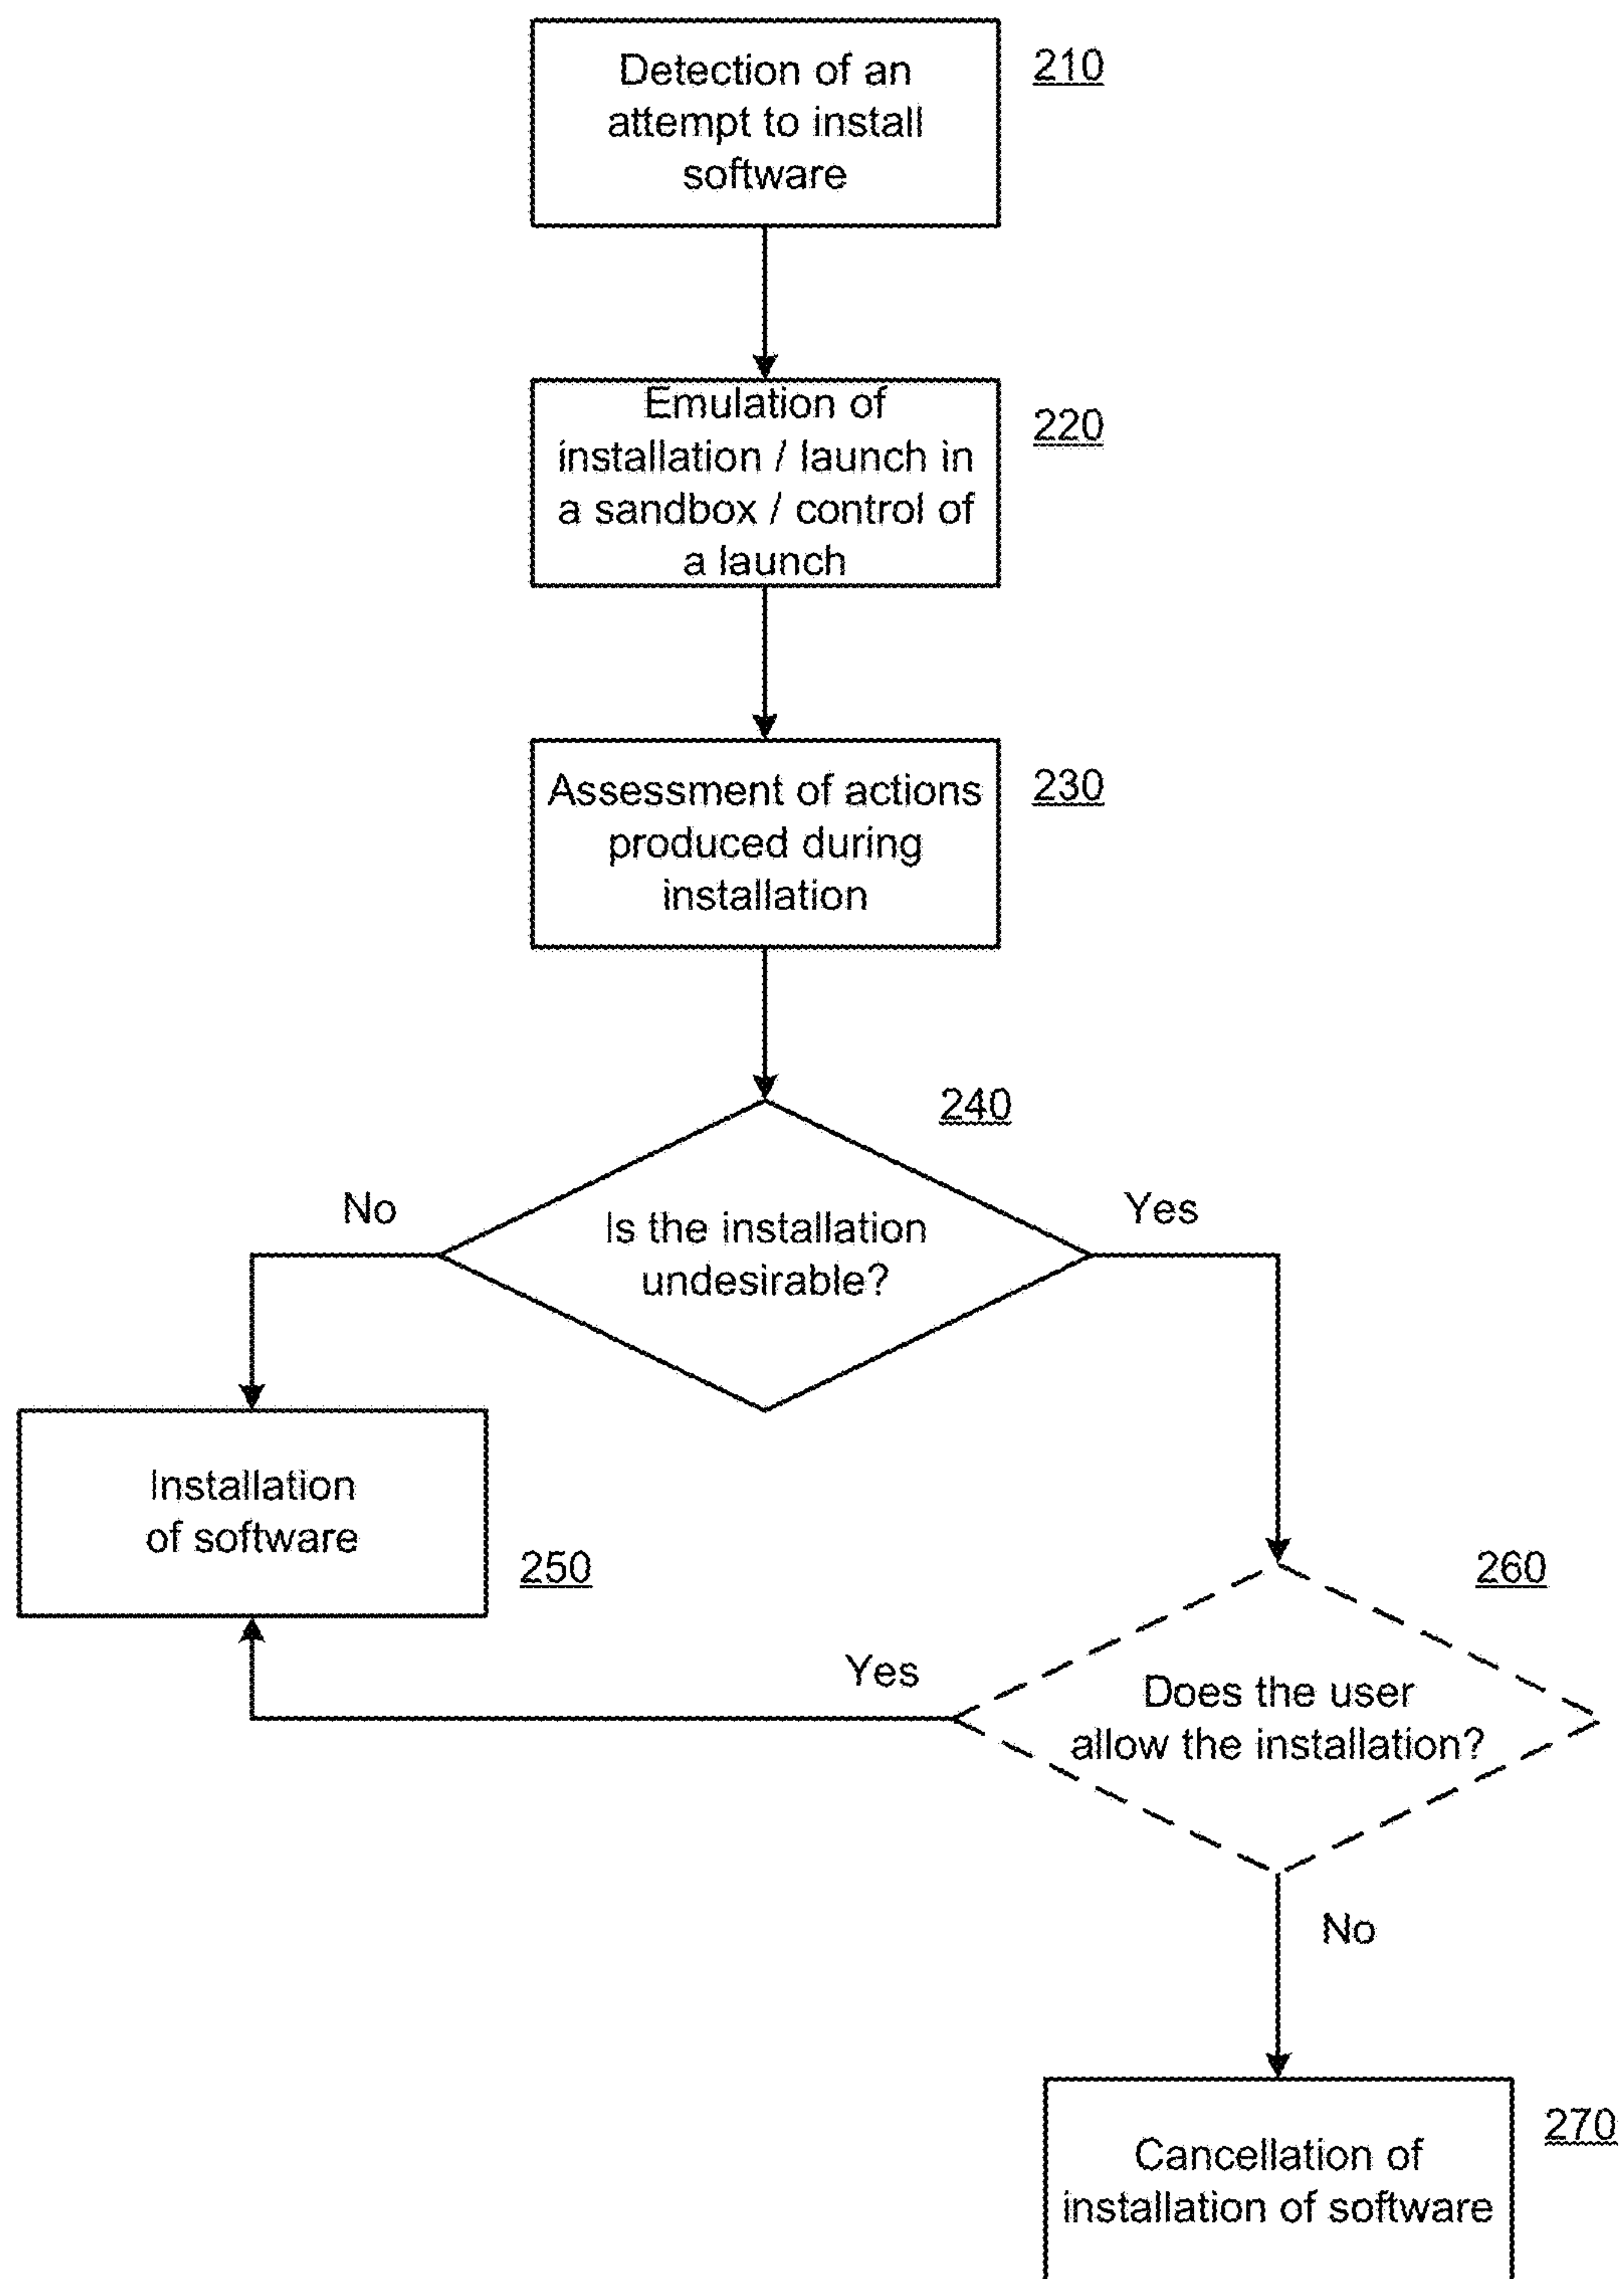 Detection of an
attempt to install
software
210
Emulation of
installation / launch in
a sandbox / control of
a launch
220
Assessment of actions
produced during
installation
230
240
No
Yes
Is the installation
undesirable?
Installation
of software
250
260
Yes
Does the user
allow the installation?
No
270
Cancellation of
installation of software